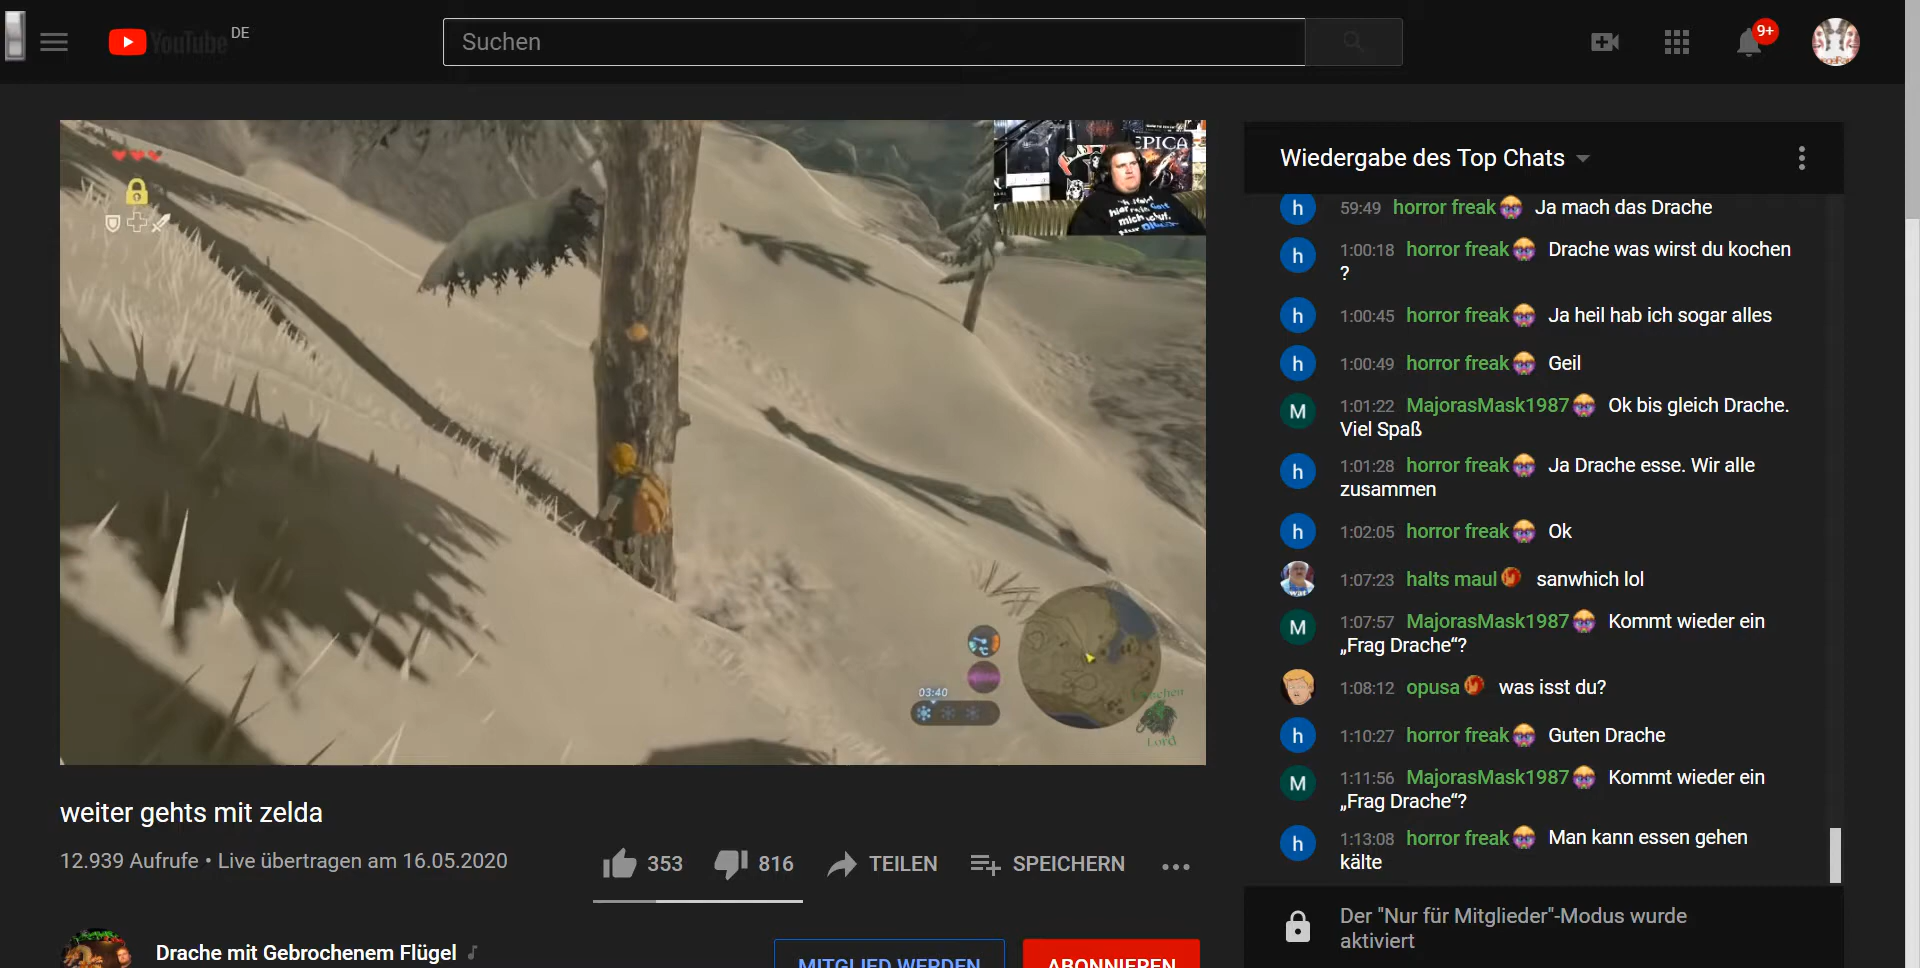 YouTube DE
Suchen
9+
EPICA
Wiedergabe des Top Chats
59:49 horror freak Ja mach das Drache
1:00:18 horror freak Drache was wirst du kochen
?
1:00:45 horror freak Ja heil hab ich sogar alles
1:00:49 horror freak Geil
1:01:22 MajorasMask1987 Ok bis gleich Drache.
Viel Spaß
1:01:28 horror freak Ja Drache esse. Wir alle
zusammen
1:02:05 horror freak Ok
1:07:23 halts maul sanwhich lol
1:07:57 MajorasMask1987 Kommt wieder ein
„Frag Drache“?
1:08:12 opusa was isst du?
1:10:27 horror freak Guten Drache
1:11:56 MajorasMask1987 Kommt wieder ein
„Frag Drache“?
1:13:08 horror freak Man kann essen gehen
kälte
Der "Nur für Mitglieder"-Modus wurde
aktiviert
03:40
Lord
weiter gehts mit zelda
12.939 Aufrufe • Live übertragen am 16.05.2020
353 816 TEILEN SPEICHERN
Drache mit Gebrochenem Flügel
MITGLIED WERDEN ABONNIEREN